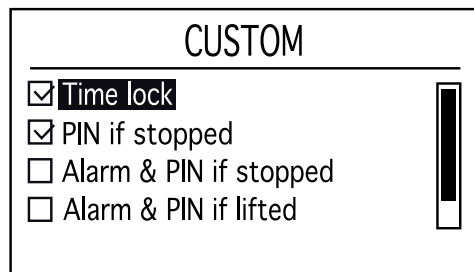 CUSTOM
Time lock
PIN if stopped
Alarm & PIN if stopped
Alarm & PIN if lifted